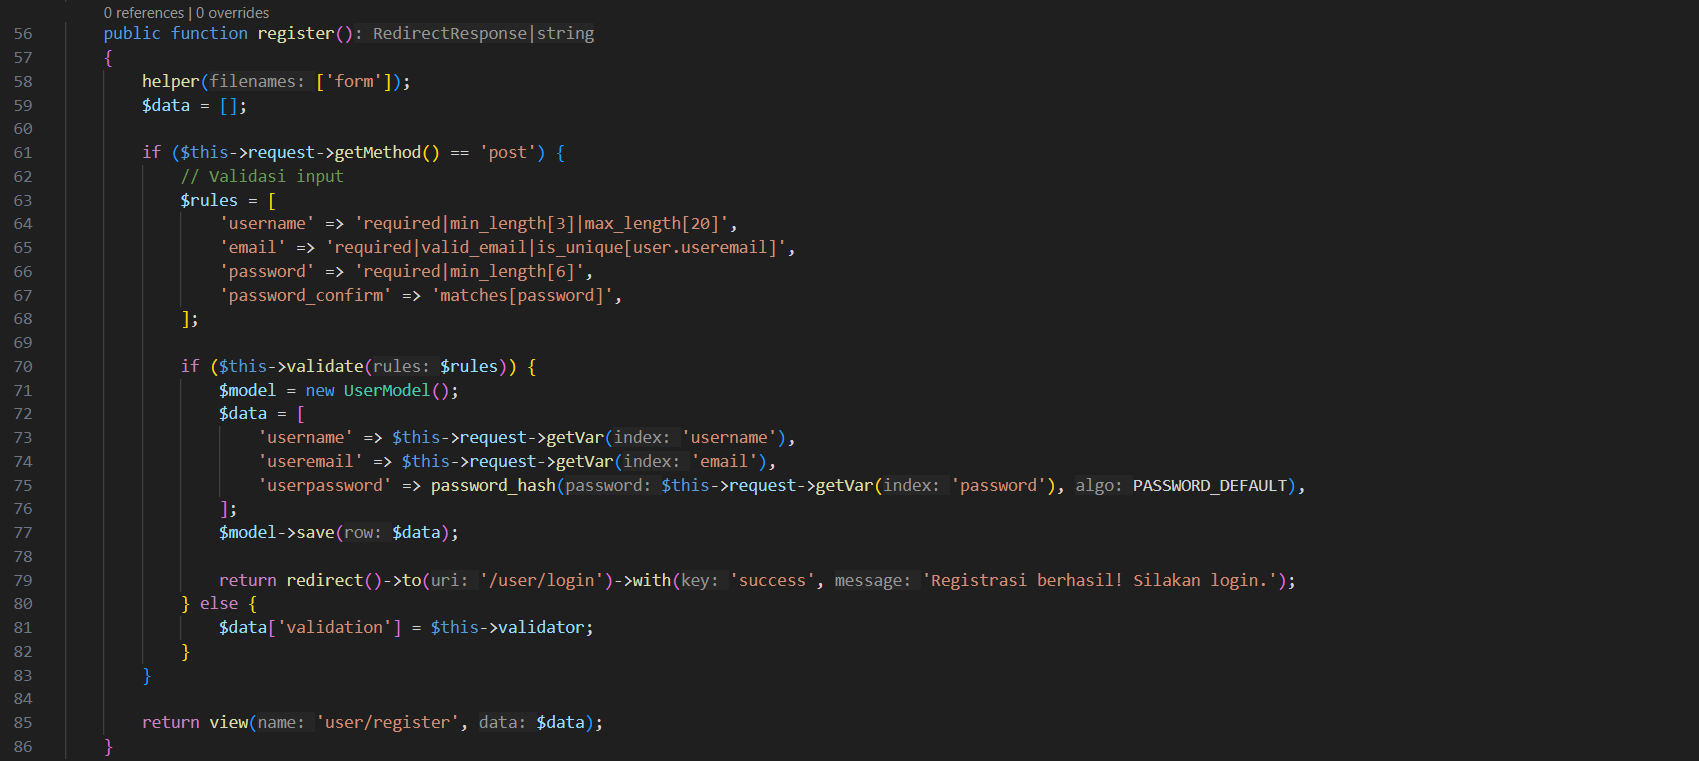 0 references | 0 overrides
56 public function register(): RedirectResponse|string
57 {
58 helper(filenames: ['form']);
59 $data = [];
60
61 if ($this->request->getMethod() == 'post') {
62 // Validasi input
63 $rules = [
64 'username' => 'required|min_length[3]|max_length[20]',
65 'email' => 'required|valid_email|is_unique[user.useremail]',
66 'password' => 'required|min_length[6]',
67 'password_confirm' => 'matches[password]',
68 ];
69
70 if ($this->validate(rules: $rules)) {
71 $model = new UserModel();
72 $data = [
73 'username' => $this->request->getVar(index: 'username'),
74 'useremail' => $this->request->getVar(index: 'email'),
75 'userpassword' => password_hash(password: $this->request->getVar(index: 'password'), algo: PASSWORD_DEFAULT),
76 ];
77 $model->save(row: $data);
78
79 return redirect()->to(uri: '/user/login')->with(key: 'success', message: 'Registrasi berhasil! Silakan login.');
80 } else {
81 $data['validation'] = $this->validator;
82 }
83 }
84
85 return view(name: 'user/register', data: $data);
86 }